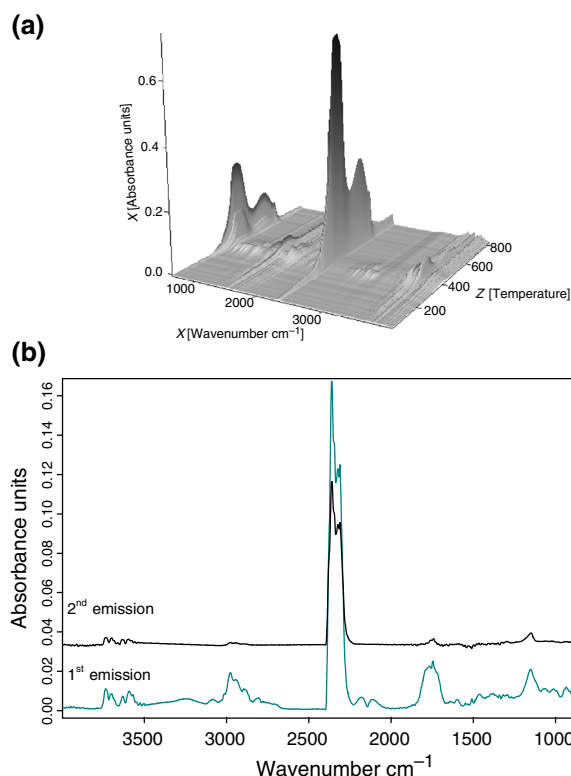 (a)
0.6
0.4
0.2
0.0
X [Absorbance units]
1000
2000
3000
X [Wavenumber cm⁻¹]
200
400
600
800
Z [Temperature]
(b)
0.16
0.14
0.12
0.10
0.08
0.06
0.04
0.02
0.00
Absorbance units
2nd emission
1st emission
3500 3000 2500 2000 1500 1000
Wavenumber cm⁻¹